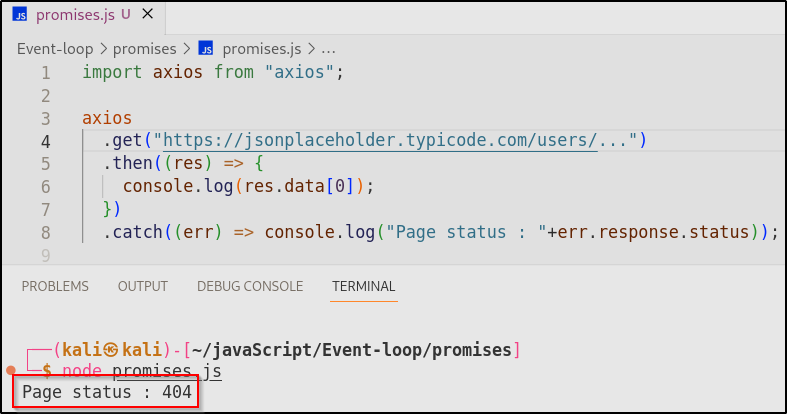 JS promises.js U ×
Event-loop > promises > JS promises.js > ...
1 import axios from "axios";
2
3 axios
4 .get("https://jsonplaceholder.typicode.com/users/...")
5 .then((res) => {
6 console.log(res.data[0]);
7 })
8 .catch((err) => console.log("Page status : "+err.response.status));
9
PROBLEMS OUTPUT DEBUG CONSOLE TERMINAL
┌──(kali㉿kali)-[~/javaScript/Event-loop/promises]
└─$ node promises.js
Page status : 404